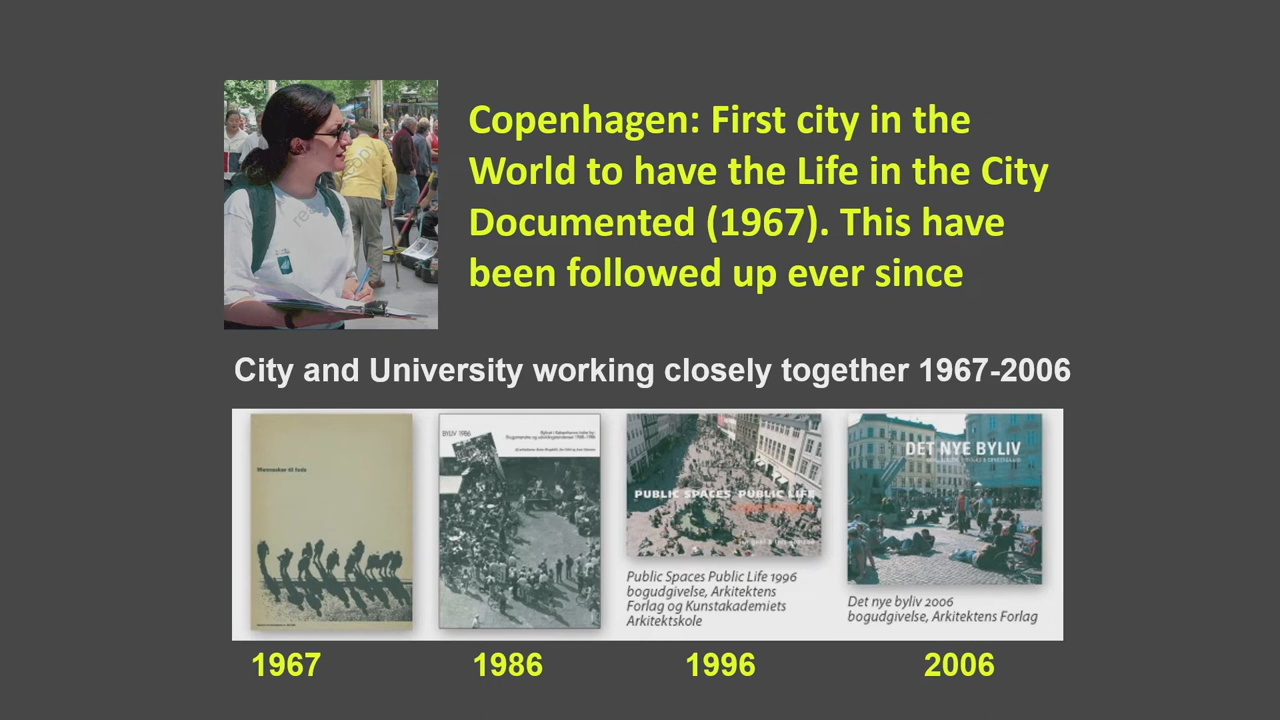 Copenhagen: First city in the
World to have the Life in the City
Documented (1967). This have
been followed up ever since
City and University working closely together 1967-2006
Mennesker til fods
BYLIV 1986
PUBLIC SPACES PUBLIC LIFE
DET NYE BYLIV
Public Spaces Public Life 1996
bogudgivelse, Arkitektens
Forlag og Kunstakademiets
Arkitektskole
Det nye byliv 2006
bogudgivelse, Arkitektens Forlag
1967
1986
1996
2006